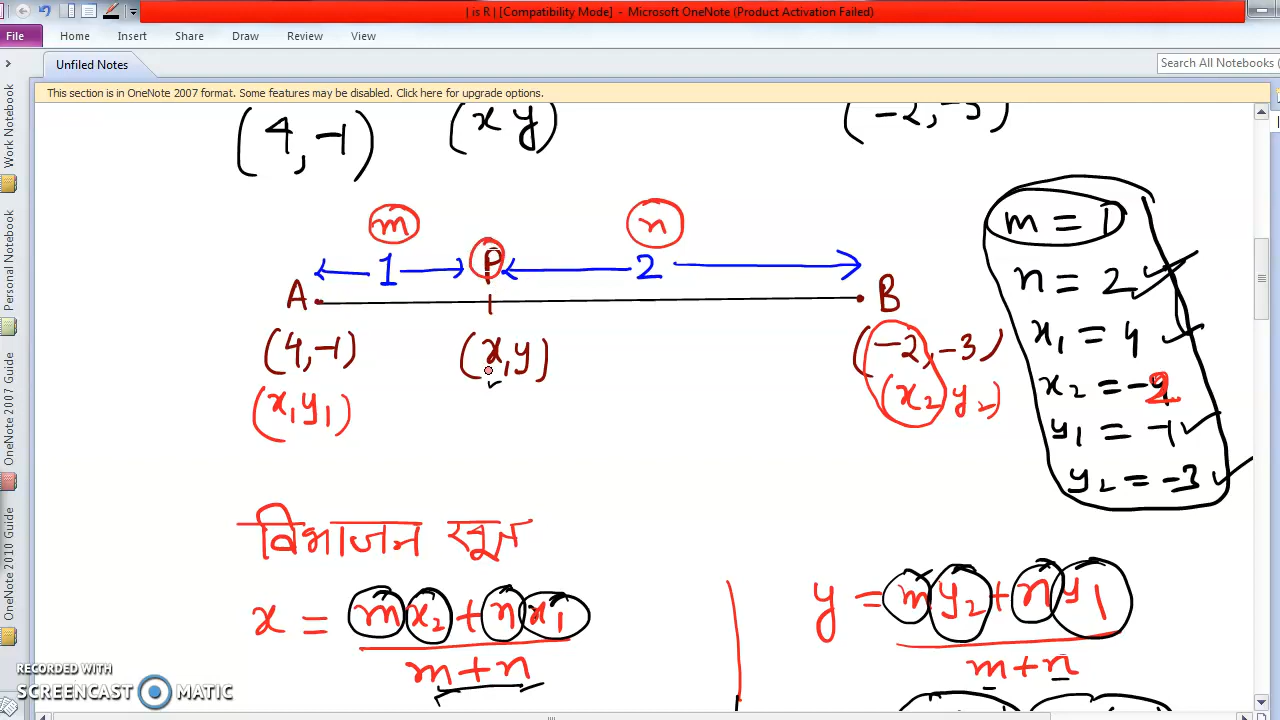 | is R | [Compatibility Mode] - Microsoft OneNote (Product Activation Failed)
File Home Insert Share Draw Review View
Unfiled Notes
Search All Notebooks (
This section is in OneNote 2007 format. Some features may be disabled. Click here for upgrade options.
Work Notebook
Personal Notebook
OneNote 2007 Guide
OneNote 2010 Guide
(4,-1) (x y) (-2,-3)
m n
1 P 2
A B
(4,-1) (x,y) (-2,-3)
(x₁y₁) (x₂ y₂)
m = 1
n = 2
x₁ = 4
x₂ = -2
y₁ = -1
y₂ = -3
विभाजन सूत्र
x = mx₂ + nx₁
m + n
y = my₂ + ny₁
m + n
RECORDED WITH
SCREENCAST MATIC